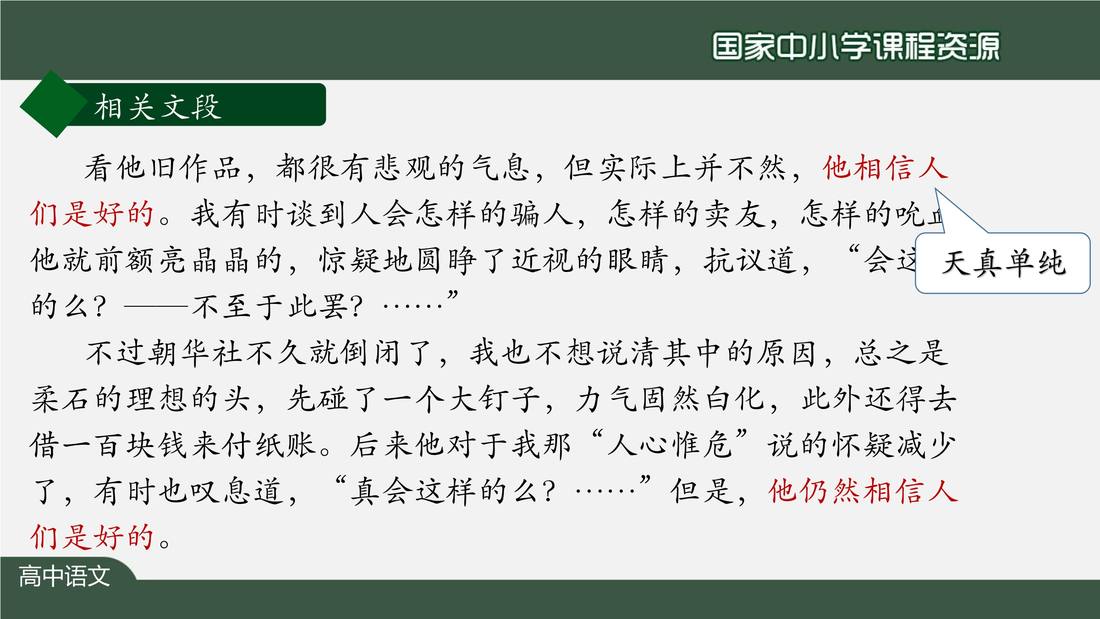 国家中小学课程资源
相关文段
看他旧作品，都很有悲观的气息，但实际上并不然，他相信人
们是好的。我有时谈到人会怎样的骗人，怎样的卖友，怎样的吮
他就前额亮晶晶的，惊疑地圆睁了近视的眼睛，抗议道，“会这
天真单纯
的么？——不至于此罢？……”
不过朝华社不久就倒闭了，我也不想说清其中的原因，总之是
柔石的理想的头，先碰了一个大钉子，力气固然白化，此外还得去
借一百块钱来付纸账。后来他对于我那“人心惟危”说的怀疑减少
了，有时也叹息道，“真会这样的么？……”但是，他仍然相信人
们是好的。
高中语文